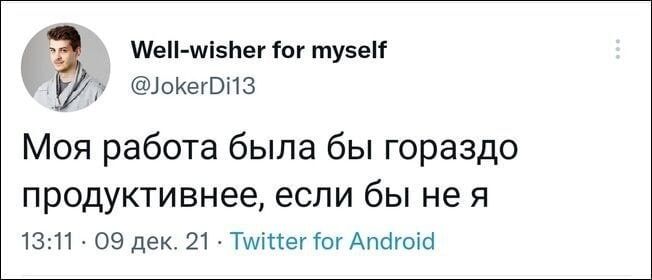 Well-wisher for myself
@JokerDi13
Моя работа была бы гораздо
продуктивнее, если бы не я
13:11 · 09 дек. 21 · Twitter for Android